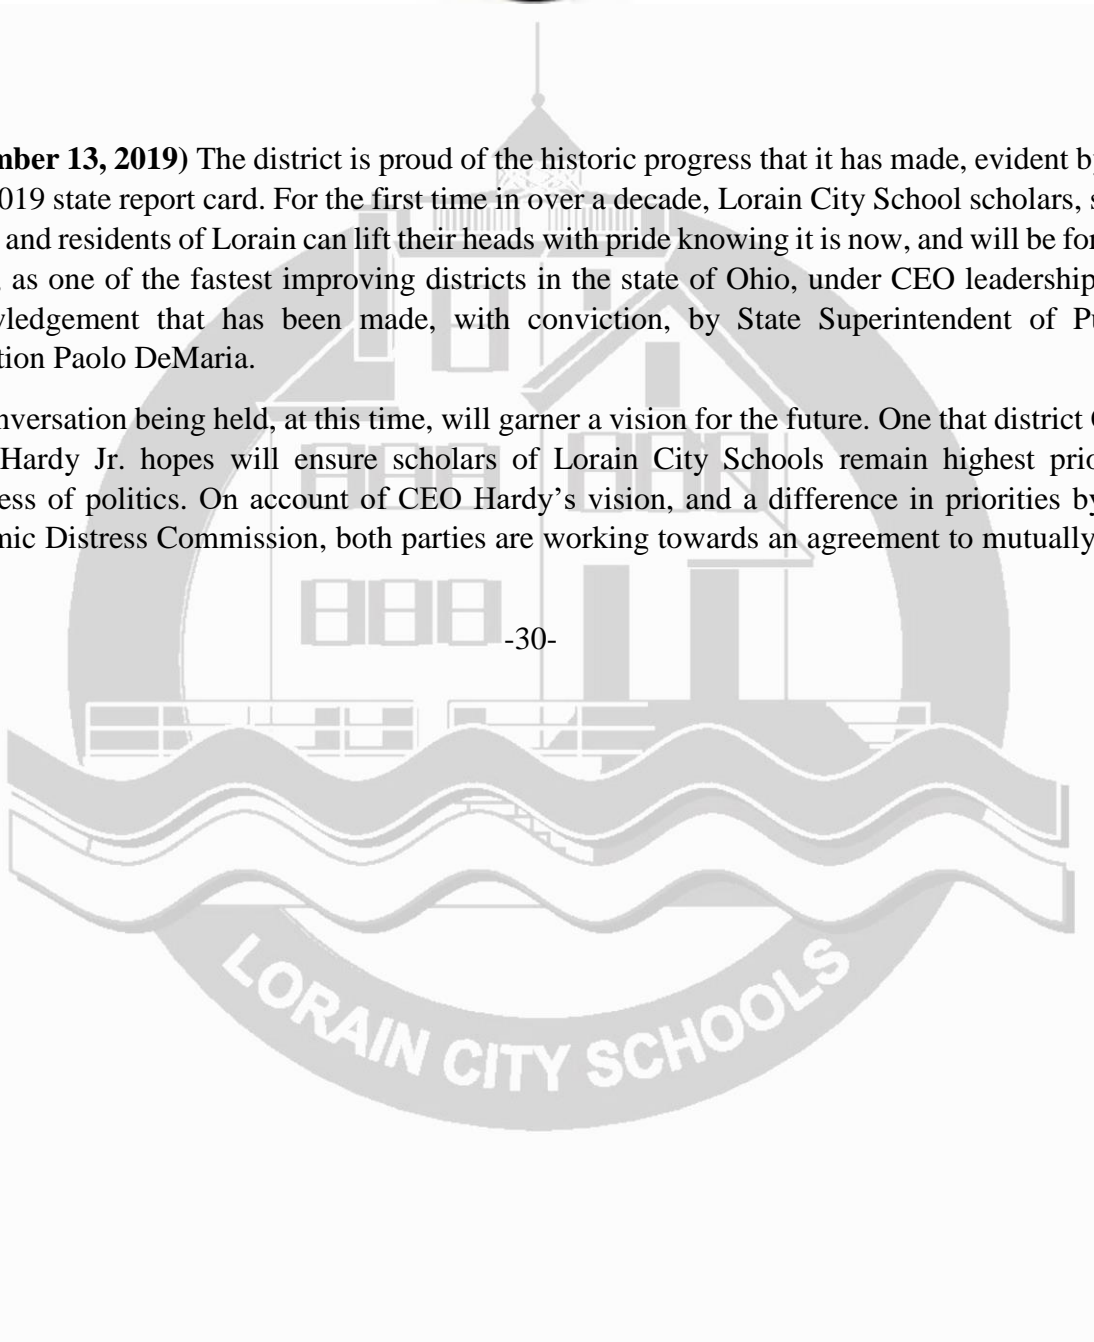 mber 13, 2019) The district is proud of the historic progress that it has made, evident by
019 state report card. For the first time in over a decade, Lorain City School scholars, s
and residents of Lorain can lift their heads with pride knowing it is now, and will be for
as one of the fastest improving districts in the state of Ohio, under CEO leadership
ledgement that has been made, with conviction, by State Superintendent of Pu
tion Paolo DeMaria.
nversation being held, at this time, will garner a vision for the future. One that district
Hardy Jr. hopes will ensure scholars of Lorain City Schools remain highest prio
ess of politics. On account of CEO Hardy’s vision, and a difference in priorities by
mic Distress Commission, both parties are working towards an agreement to mutually
-30-
LORAIN CITY SCHOOLS